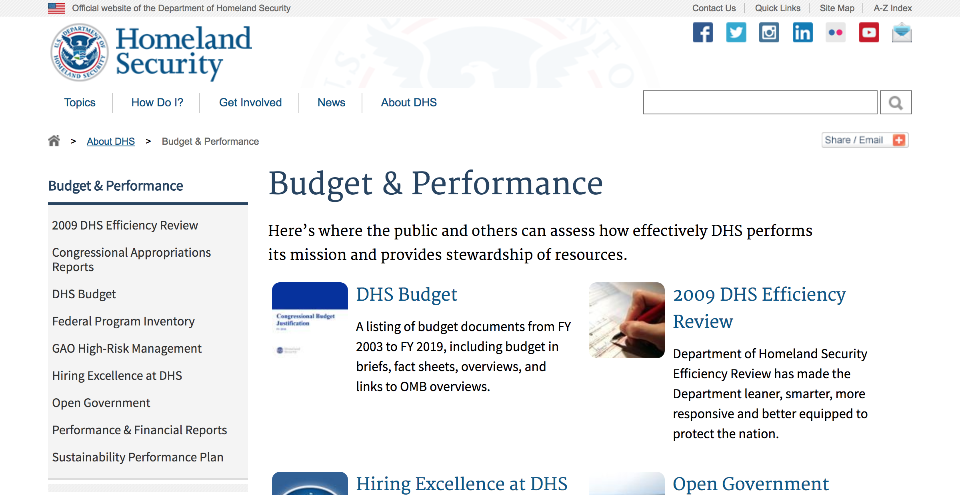 Official website of the Department of Homeland Security
Contact Us
Quick Links
Site Map
A-Z Index
U.S. DEPARTMENT OF
HOMELAND SECURITY
Homeland
Security
Topics
How Do I?
Get Involved
News
About DHS
> About DHS > Budget & Performance
Share / Email
Budget & Performance
2009 DHS Efficiency Review
Congressional Appropriations
Reports
DHS Budget
Federal Program Inventory
GAO High-Risk Management
Hiring Excellence at DHS
Open Government
Performance & Financial Reports
Sustainability Performance Plan
Budget & Performance
Here's where the public and others can assess how effectively DHS performs
its mission and provides stewardship of resources.
Congressional Budget
Justification
DHS Budget
A listing of budget documents from FY
2003 to FY 2019, including budget in
briefs, fact sheets, overviews, and
links to OMB overviews.
2009 DHS Efficiency
Review
Department of Homeland Security
Efficiency Review has made the
Department leaner, smarter, more
responsive and better equipped to
protect the nation.
Hiring Excellence at DHS
Open Government